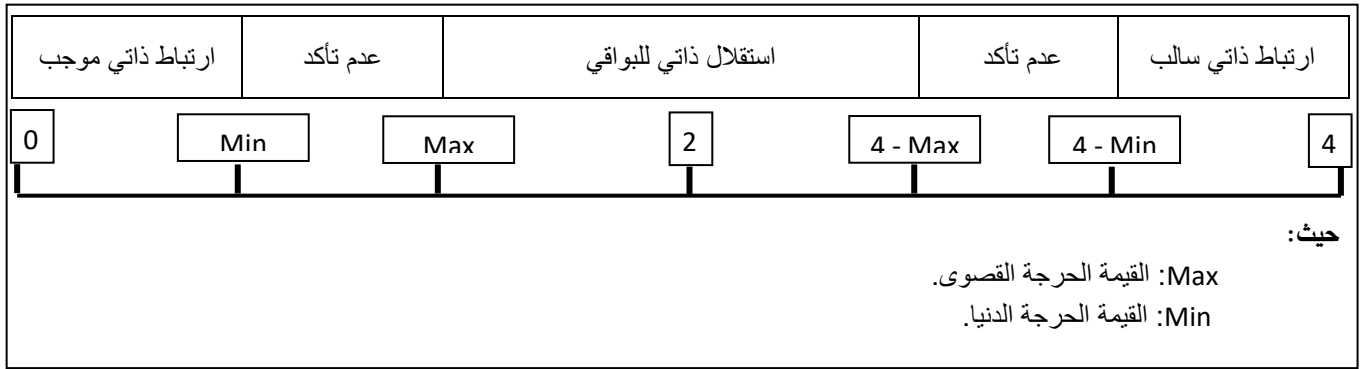 ارتباط ذاتي موجب عدم تأكد استقلال ذاتي للبواقي عدم تأكد ارتباط ذاتي سالب
0 Min Max 2 4 - Max 4 - Min 4
حيث:
Max: القيمة الحرجة القصوى.
Min: القيمة الحرجة الدنيا.